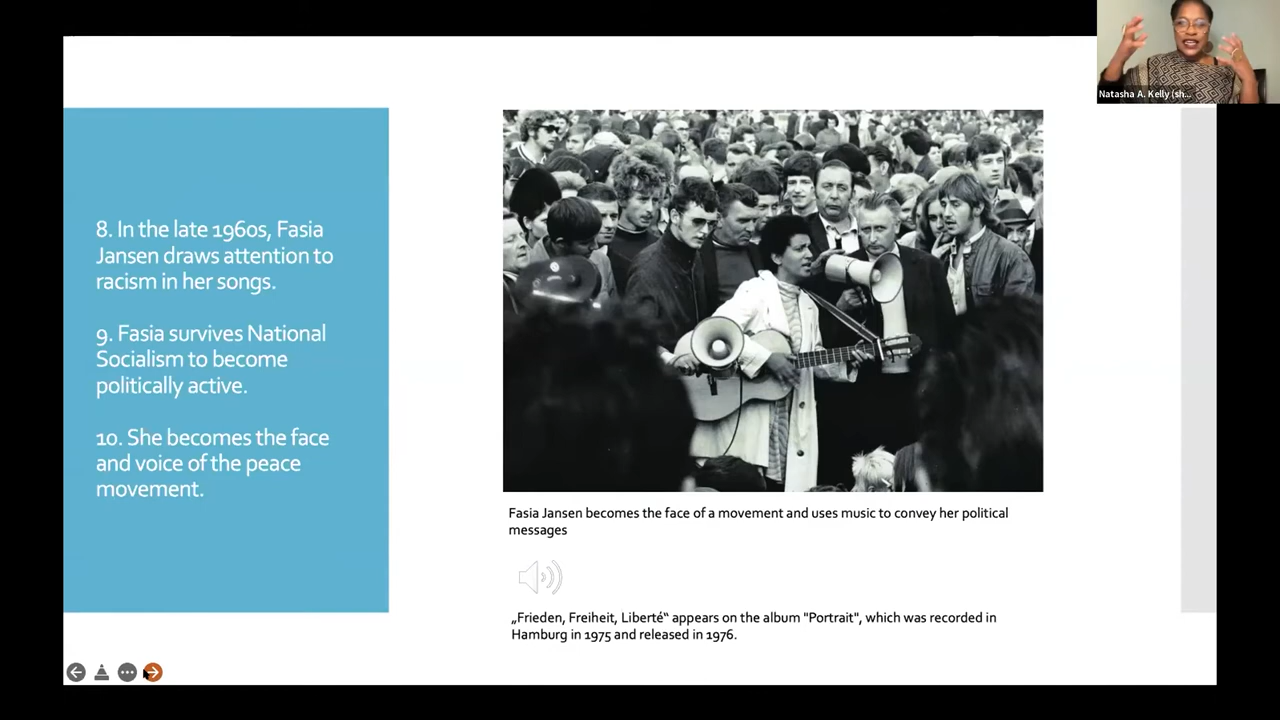 Natasha A. Kelly (sh...
8. In the late 1960s, Fasia
Jansen draws attention to
racism in her songs.
9. Fasia survives National
Socialism to become
politically active.
10. She becomes the face
and voice of the peace
movement.
Fasia Jansen becomes the face of a movement and uses music to convey her political
messages
„Frieden, Freiheit, Liberté“ appears on the album "Portrait", which was recorded in
Hamburg in 1975 and released in 1976.